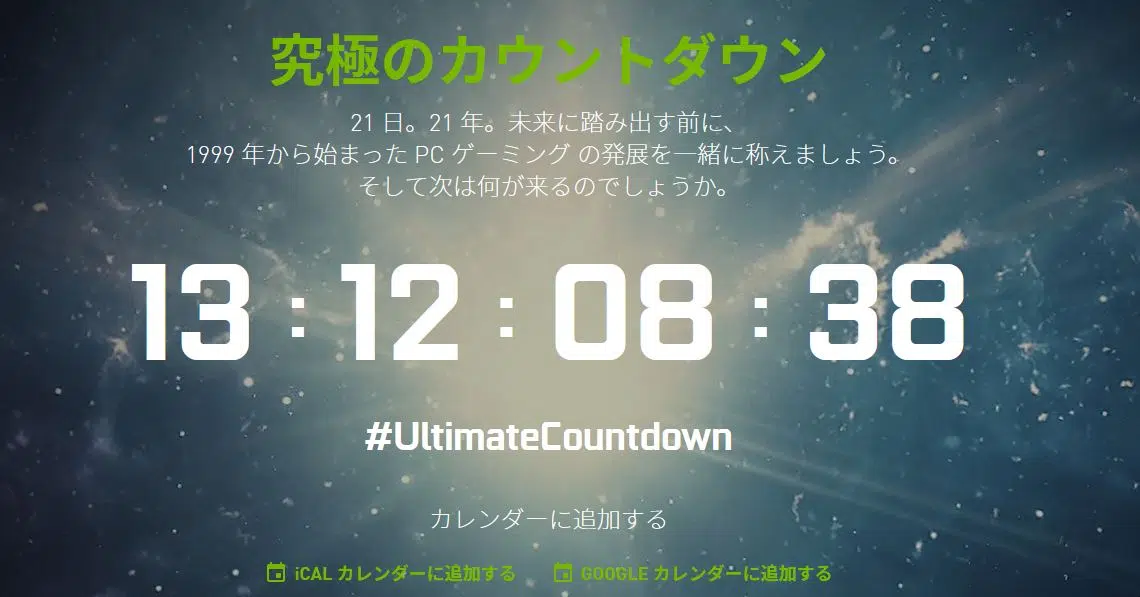 究極のカウントダウン
21 日。21 年。未来に踏み出す前に、
1999 年から始まった PC ゲーミング の発展を一緒に称えましょう。
そして次は何が来るのでしょうか。
13 : 12 : 08 : 38
#UltimateCountdown
カレンダーに追加する
iCAL カレンダーに追加する GOOGLE カレンダーに追加する